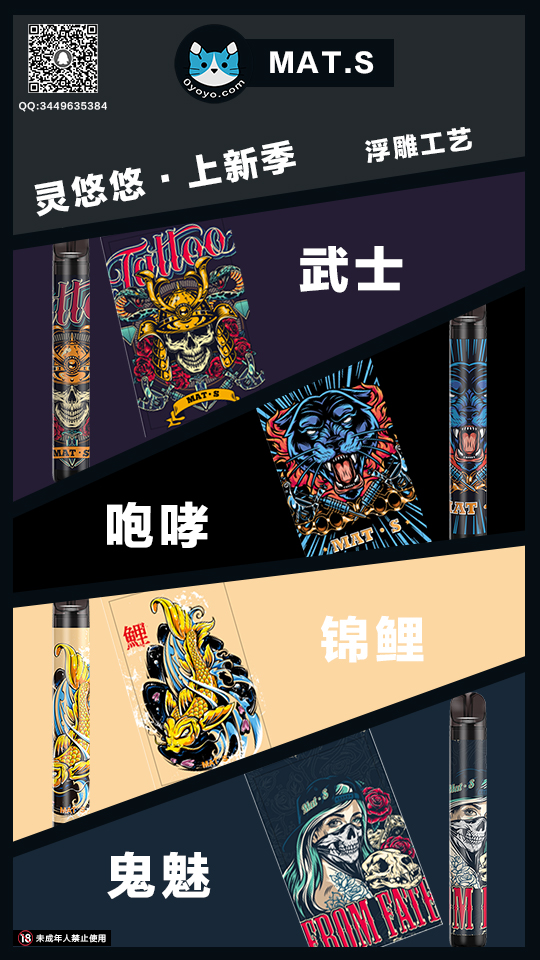 MAT.S
oyoyo.com
QQ:3449635384
灵悠悠·上新季
浮雕工艺
Tattoo
武士
MAT·S
MAT·S
咆哮
MAT·S
鯉
锦鲤
Mat·S
鬼魅
FROM FATE
18 未成年人禁止使用